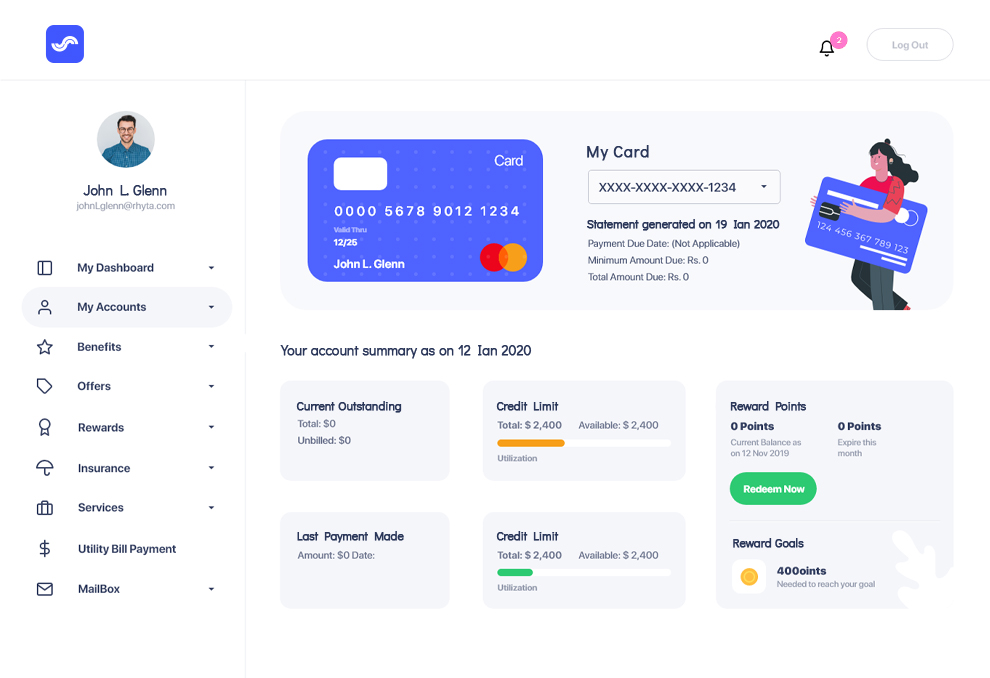 2
Log Out
John L. Glenn
johnLglenn@rhyta.com
My Dashboard
My Accounts
Benefits
Offers
Rewards
Insurance
Services
Utility Bill Payment
MailBox
Card
0000 5678 9012 1234
Valid Thru
12/25
John L. Glenn
My Card
XXXX-XXXX-XXXX-1234
Statement generated on 19 Ian 2020
Payment Due Date: (Not Applicable)
Minimum Amount Due: Rs. 0
Total Amount Due: Rs. 0
124 456 367 789 123
Your account summary as on 12 Ian 2020
Current Outstanding
Total: $0
Unbilled: $0
Credit Limit
Total: $ 2,400 Available: $ 2,400
Utilization
Last Payment Made
Amount: $0 Date:
Credit Limit
Total: $ 2,400 Available: $ 2,400
Utilization
Reward Points
0 Points 0 Points
Current Balance as Expire this
on 12 Nov 2019 month
Redeem Now
Reward Goals
400oints
Needed to reach your goal